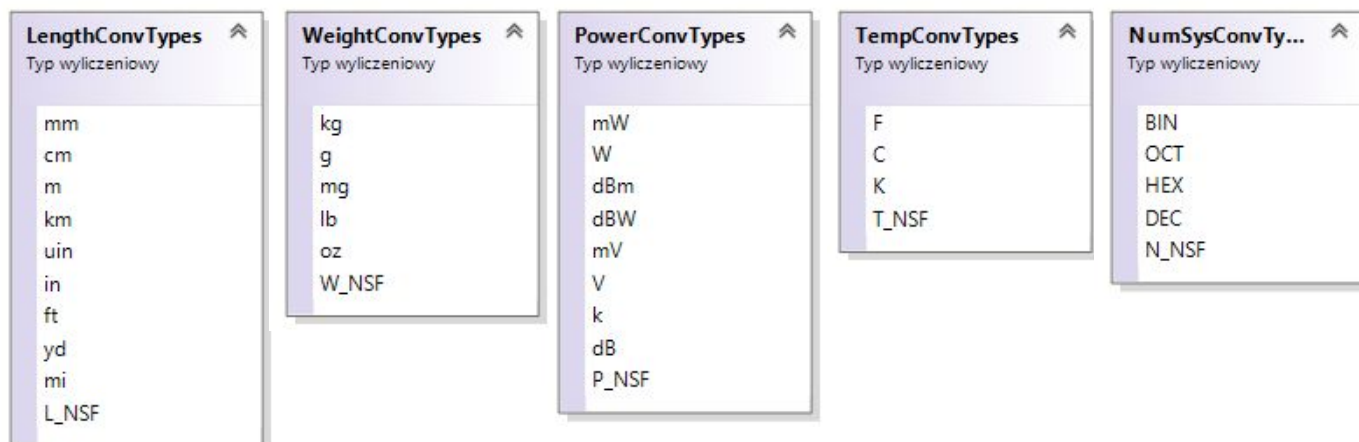 LengthConvTypes
Typ wyliczeniowy
mm
cm
m
km
uin
in
ft
yd
mi
L_NSF
WeightConvTypes
Typ wyliczeniowy
kg
g
mg
lb
oz
W_NSF
PowerConvTypes
Typ wyliczeniowy
mW
W
dBm
dBW
mV
V
k
dB
P_NSF
TempConvTypes
Typ wyliczeniowy
F
C
K
T_NSF
NumSysConvTy...
Typ wyliczeniowy
BIN
OCT
HEX
DEC
N_NSF